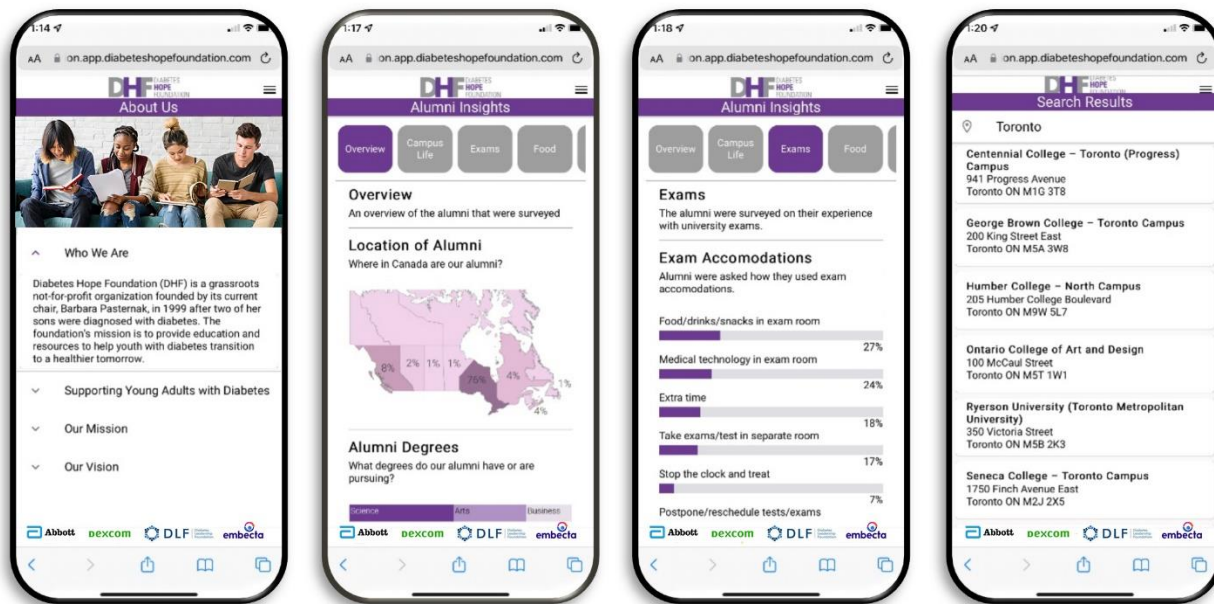 1:14
AA on.app.diabeteshopefoundation.com
DHF DIABETES
HOPE
FOUNDATION
About Us
Who We Are
Diabetes Hope Foundation (DHF) is a grassroots
not-for-profit organization founded by its current
chair, Barbara Pasternak, in 1999 after two of her
sons were diagnosed with diabetes. The
foundation's mission is to provide education and
resources to help youth with diabetes transition
to a healthier tomorrow.
Supporting Young Adults with Diabetes
Our Mission
Our Vision
Abbott Dexcom DLF Diabetes
Leadership
Foundation embecta
1:17
AA on.app.diabeteshopefoundation.com
DHF DIABETES
HOPE
FOUNDATION
Alumni Insights
Overview Campus
Life Exams Food
Overview
An overview of the alumni that were surveyed
Location of Alumni
Where in Canada are our alumni?
8% 2% 1% 1% 76% 4% 1%
4%
Alumni Degrees
What degrees do our alumni have or are
pursuing?
Science Arts Business
Abbott Dexcom DLF Diabetes
Leadership
Foundation embecta
1:18
AA on.app.diabeteshopefoundation.com
DHF DIABETES
HOPE
FOUNDATION
Alumni Insights
Overview Campus
Life Exams Food
Exams
The alumni were surveyed on their experience
with university exams.
Exam Accomodations
Alumni were asked how they used exam
accomodations.
Food/drinks/snacks in exam room
27%
Medical technology in exam room
24%
Extra time
18%
Take exams/test in separate room
17%
Stop the clock and treat
7%
Postpone/reschedule tests/exams
Abbott Dexcom DLF Diabetes
Leadership
Foundation embecta
1:20
AA on.app.diabeteshopefoundation.com
DHF DIABETES
HOPE
FOUNDATION
Search Results
Toronto
Centennial College – Toronto (Progress)
Campus
941 Progress Avenue
Toronto ON M1G 3T8
George Brown College – Toronto Campus
200 King Street East
Toronto ON M5A 3W8
Humber College – North Campus
205 Humber College Boulevard
Toronto ON M9W 5L7
Ontario College of Art and Design
100 McCaul Street
Toronto ON M5T 1W1
Ryerson University (Toronto Metropolitan
University)
350 Victoria Street
Toronto ON M5B 2K3
Seneca College – Toronto Campus
1750 Finch Avenue East
Toronto ON M2J 2X5
Abbott Dexcom DLF Diabetes
Leadership
Foundation embecta